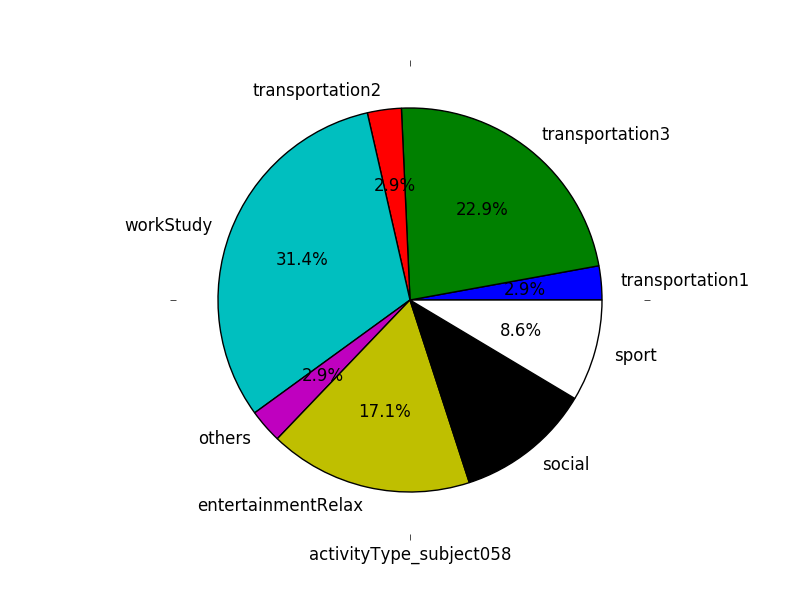 transportation2
transportation3
2.9%
22.9%
workStudy
31.4%
transportation1
2.9%
8.6%
sport
2.9%
17.1%
others
social
entertainmentRelax
activityType_subject058